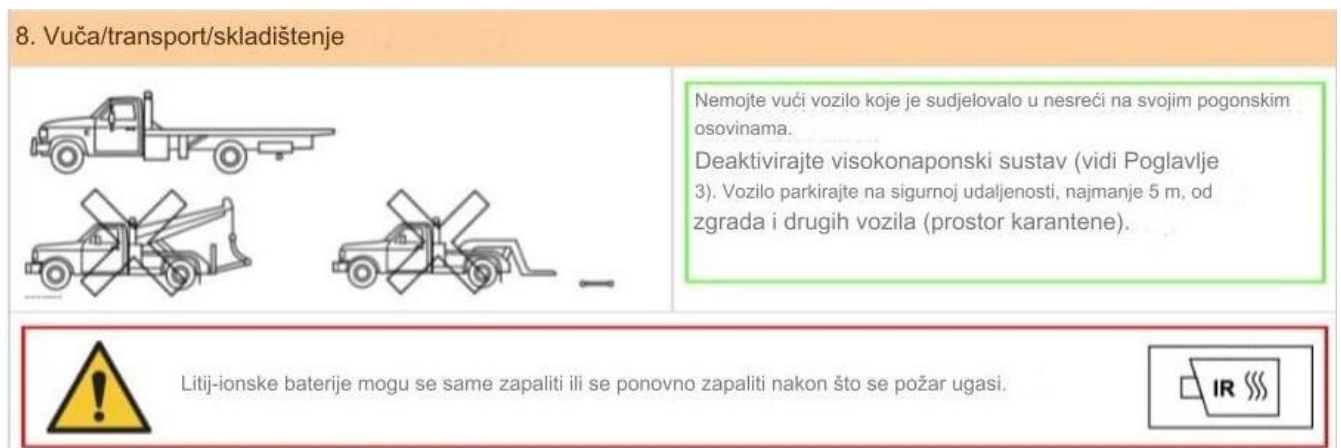 8. Vuča/transport/skladištenje
Nemojte vući vozilo koje je sudjelovalo u nesreći na svojim pogonskim
osovinama.
Deaktivirajte visokonaponski sustav (vidi Poglavlje
3). Vozilo parkirajte na sigurnoj udaljenosti, najmanje 5 m, od
zgrada i drugih vozila (prostor karantene).
Litij-ionske baterije mogu se same zapaliti ili se ponovno zapaliti nakon što se požar ugasi.
IR